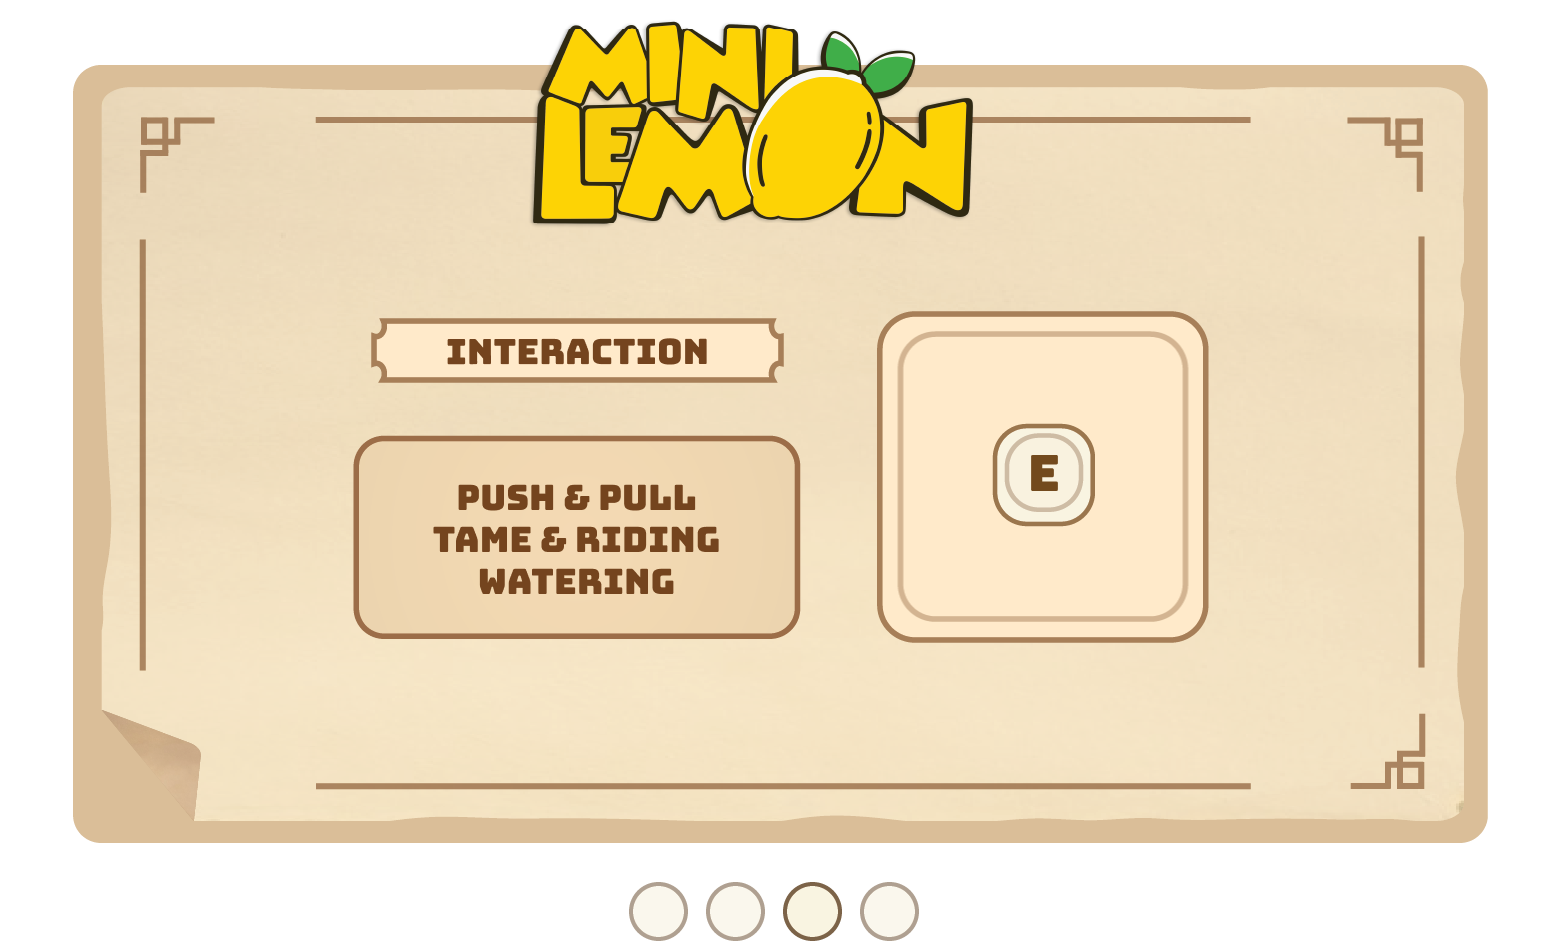 MINI
LEMON
INTERACTION
PUSH & PULL
TAME & RIDING
WATERING
E